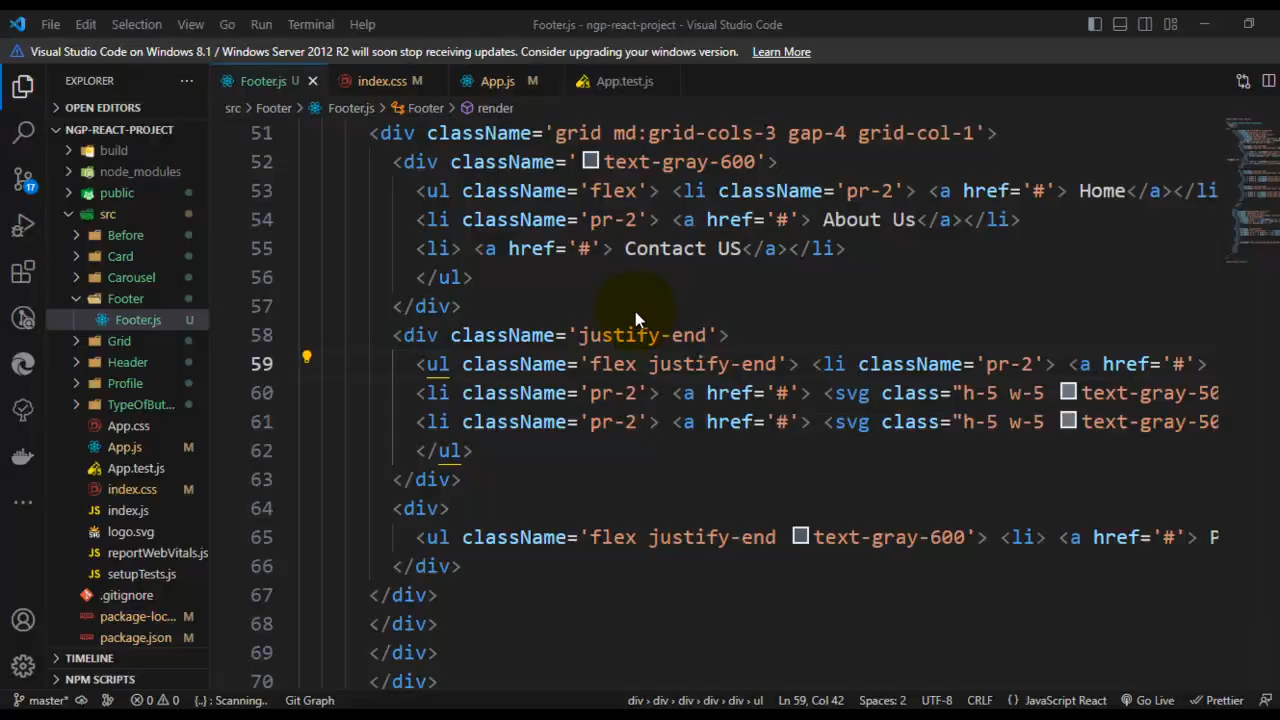 File Edit Selection View Go Run Terminal Help Footer.js - ngp-react-project - Visual Studio Code
Visual Studio Code on Windows 8.1 / Windows Server 2012 R2 will soon stop receiving updates. Consider upgrading your windows version. Learn More
EXPLORER ... Footer.js U index.css M App.js M App.test.js
OPEN EDITORS
src > Footer > Footer.js > Footer > render
NGP-REACT-PROJECT
build
node_modules
public
src
Before
Card
Carousel
Footer
Footer.js U
Grid
Header
Profile
TypeOfBut...
App.css
App.js M
App.test.js
index.css M
index.js
logo.svg
reportWebVitals.js
setupTests.js
.gitignore
package-loc... M
package.json M
TIMELINE
NPM SCRIPTS
17
51 <div className='grid md:grid-cols-3 gap-4 grid-col-1'>
52 <div className='text-gray-600'>
53 <ul className='flex'> <li className='pr-2'> <a href='#'> Home</a></li
54 <li className='pr-2'> <a href='#'> About Us</a></li>
55 <li> <a href='#'> Contact US</a></li>
56 </ul>
57 </div>
58 <div className='justify-end'>
59 <ul className='flex justify-end'> <li className='pr-2'> <a href='#'>
60 <li className='pr-2'> <a href='#'> <svg class="h-5 w-5 text-gray-50
61 <li className='pr-2'> <a href='#'> <svg class="h-5 w-5 text-gray-50
62 </ul>
63 </div>
64 <div>
65 <ul className='flex justify-end text-gray-600'> <li> <a href='#'> P
66 </div>
67 </div>
68 </div>
69 </div>
70 </div>
master* 0 0 {..} : Scanning.. Git Graph div> div> div> div> div> ul Ln 59, Col 42 Spaces: 2 UTF-8 CRLF {} JavaScript React Go Live Prettier